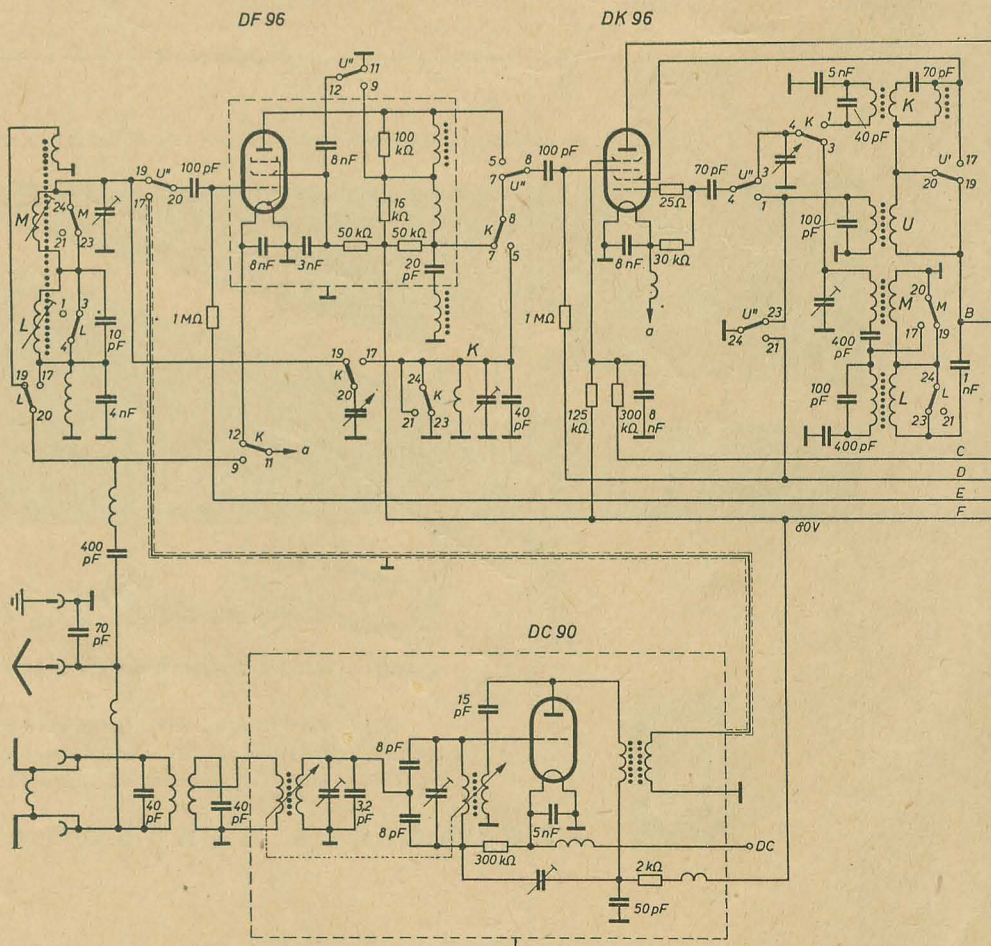 DF 96
DK 96
U" 11
12
9
5 nF
70 pF
K
40 pF
4 K 1
3
100 kΩ
8 nF
5
7
U"
8
100 pF
70 pF
U" 3
4
1
25 Ω
U' 17
20
19
19
U"
17
20
100 pF
M
24
M
21
23
16 kΩ
50 kΩ
50 kΩ
8 nF
3 nF
8
K
7
5
20 pF
8 nF
30 kΩ
a
100 pF
U
1
3
L
L
4
10 pF
1 MΩ
1 MΩ
U" 23
24
21
M
20
M
17
19
B
400 pF
1 nF
19
17
L
20
4 nF
19
17
K
20
K
24
K
21
23
40 pF
125 kΩ
300 kΩ
8 nF
100 pF
L
24
L
23
21
400 pF
12
K
9
11
a
C
D
E
F
80V
400 pF
70 pF
DC 90
15 pF
8 pF
40 pF
40 pF
3,2 pF
8 pF
5 nF
300 kΩ
DC
2 kΩ
50 pF